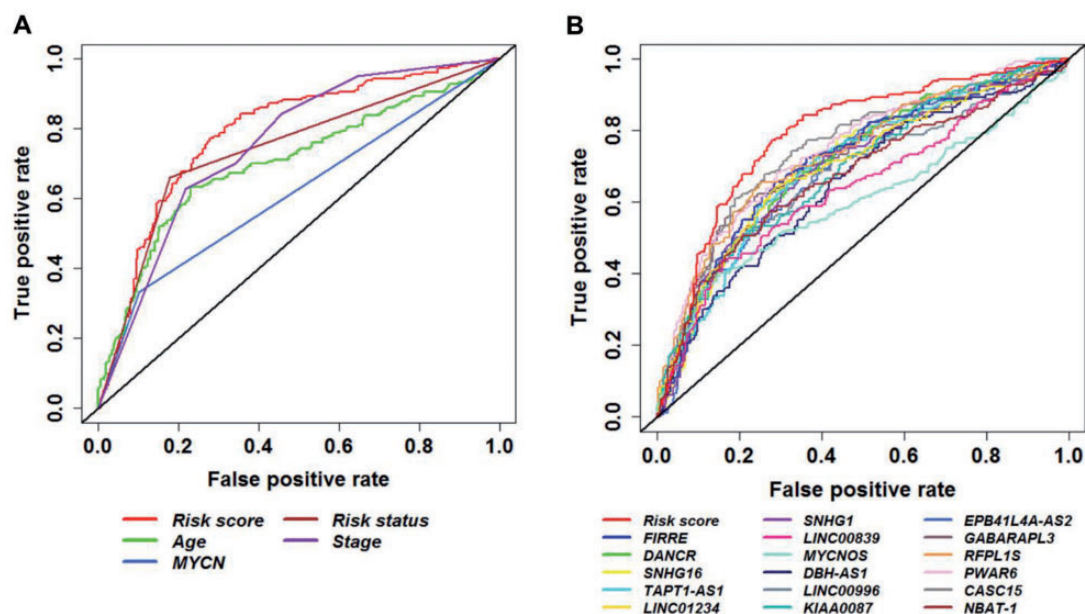 A
True positive rate
1.0
0.8
0.6
0.4
0.2
0.0
0.0 0.2 0.4 0.6 0.8 1.0
False positive rate
Risk score Risk status
Age Stage
MYCN
B
True positive rate
1.0
0.8
0.6
0.4
0.2
0.0
0.0 0.2 0.4 0.6 0.8 1.0
False positive rate
Risk score SNHG1 EPB41L4A-AS2
FIRRE LINC00839 GABARAPL3
DANCR MYCNOS RFPL1S
SNHG16 DBH-AS1 PWAR6
TAPT1-AS1 LINC00996 CASC15
LINC01234 KIAA0087 NBAT-1